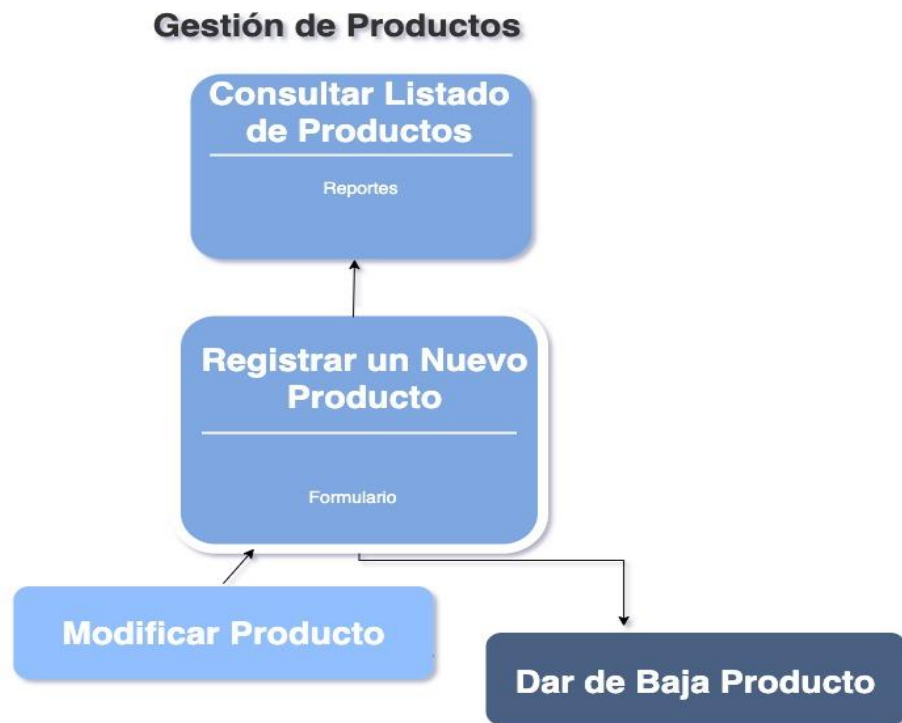 Gestión de Productos
Consultar Listado
de Productos
Reportes
Registrar un Nuevo
Producto
Formulario
Modificar Producto
Dar de Baja Producto